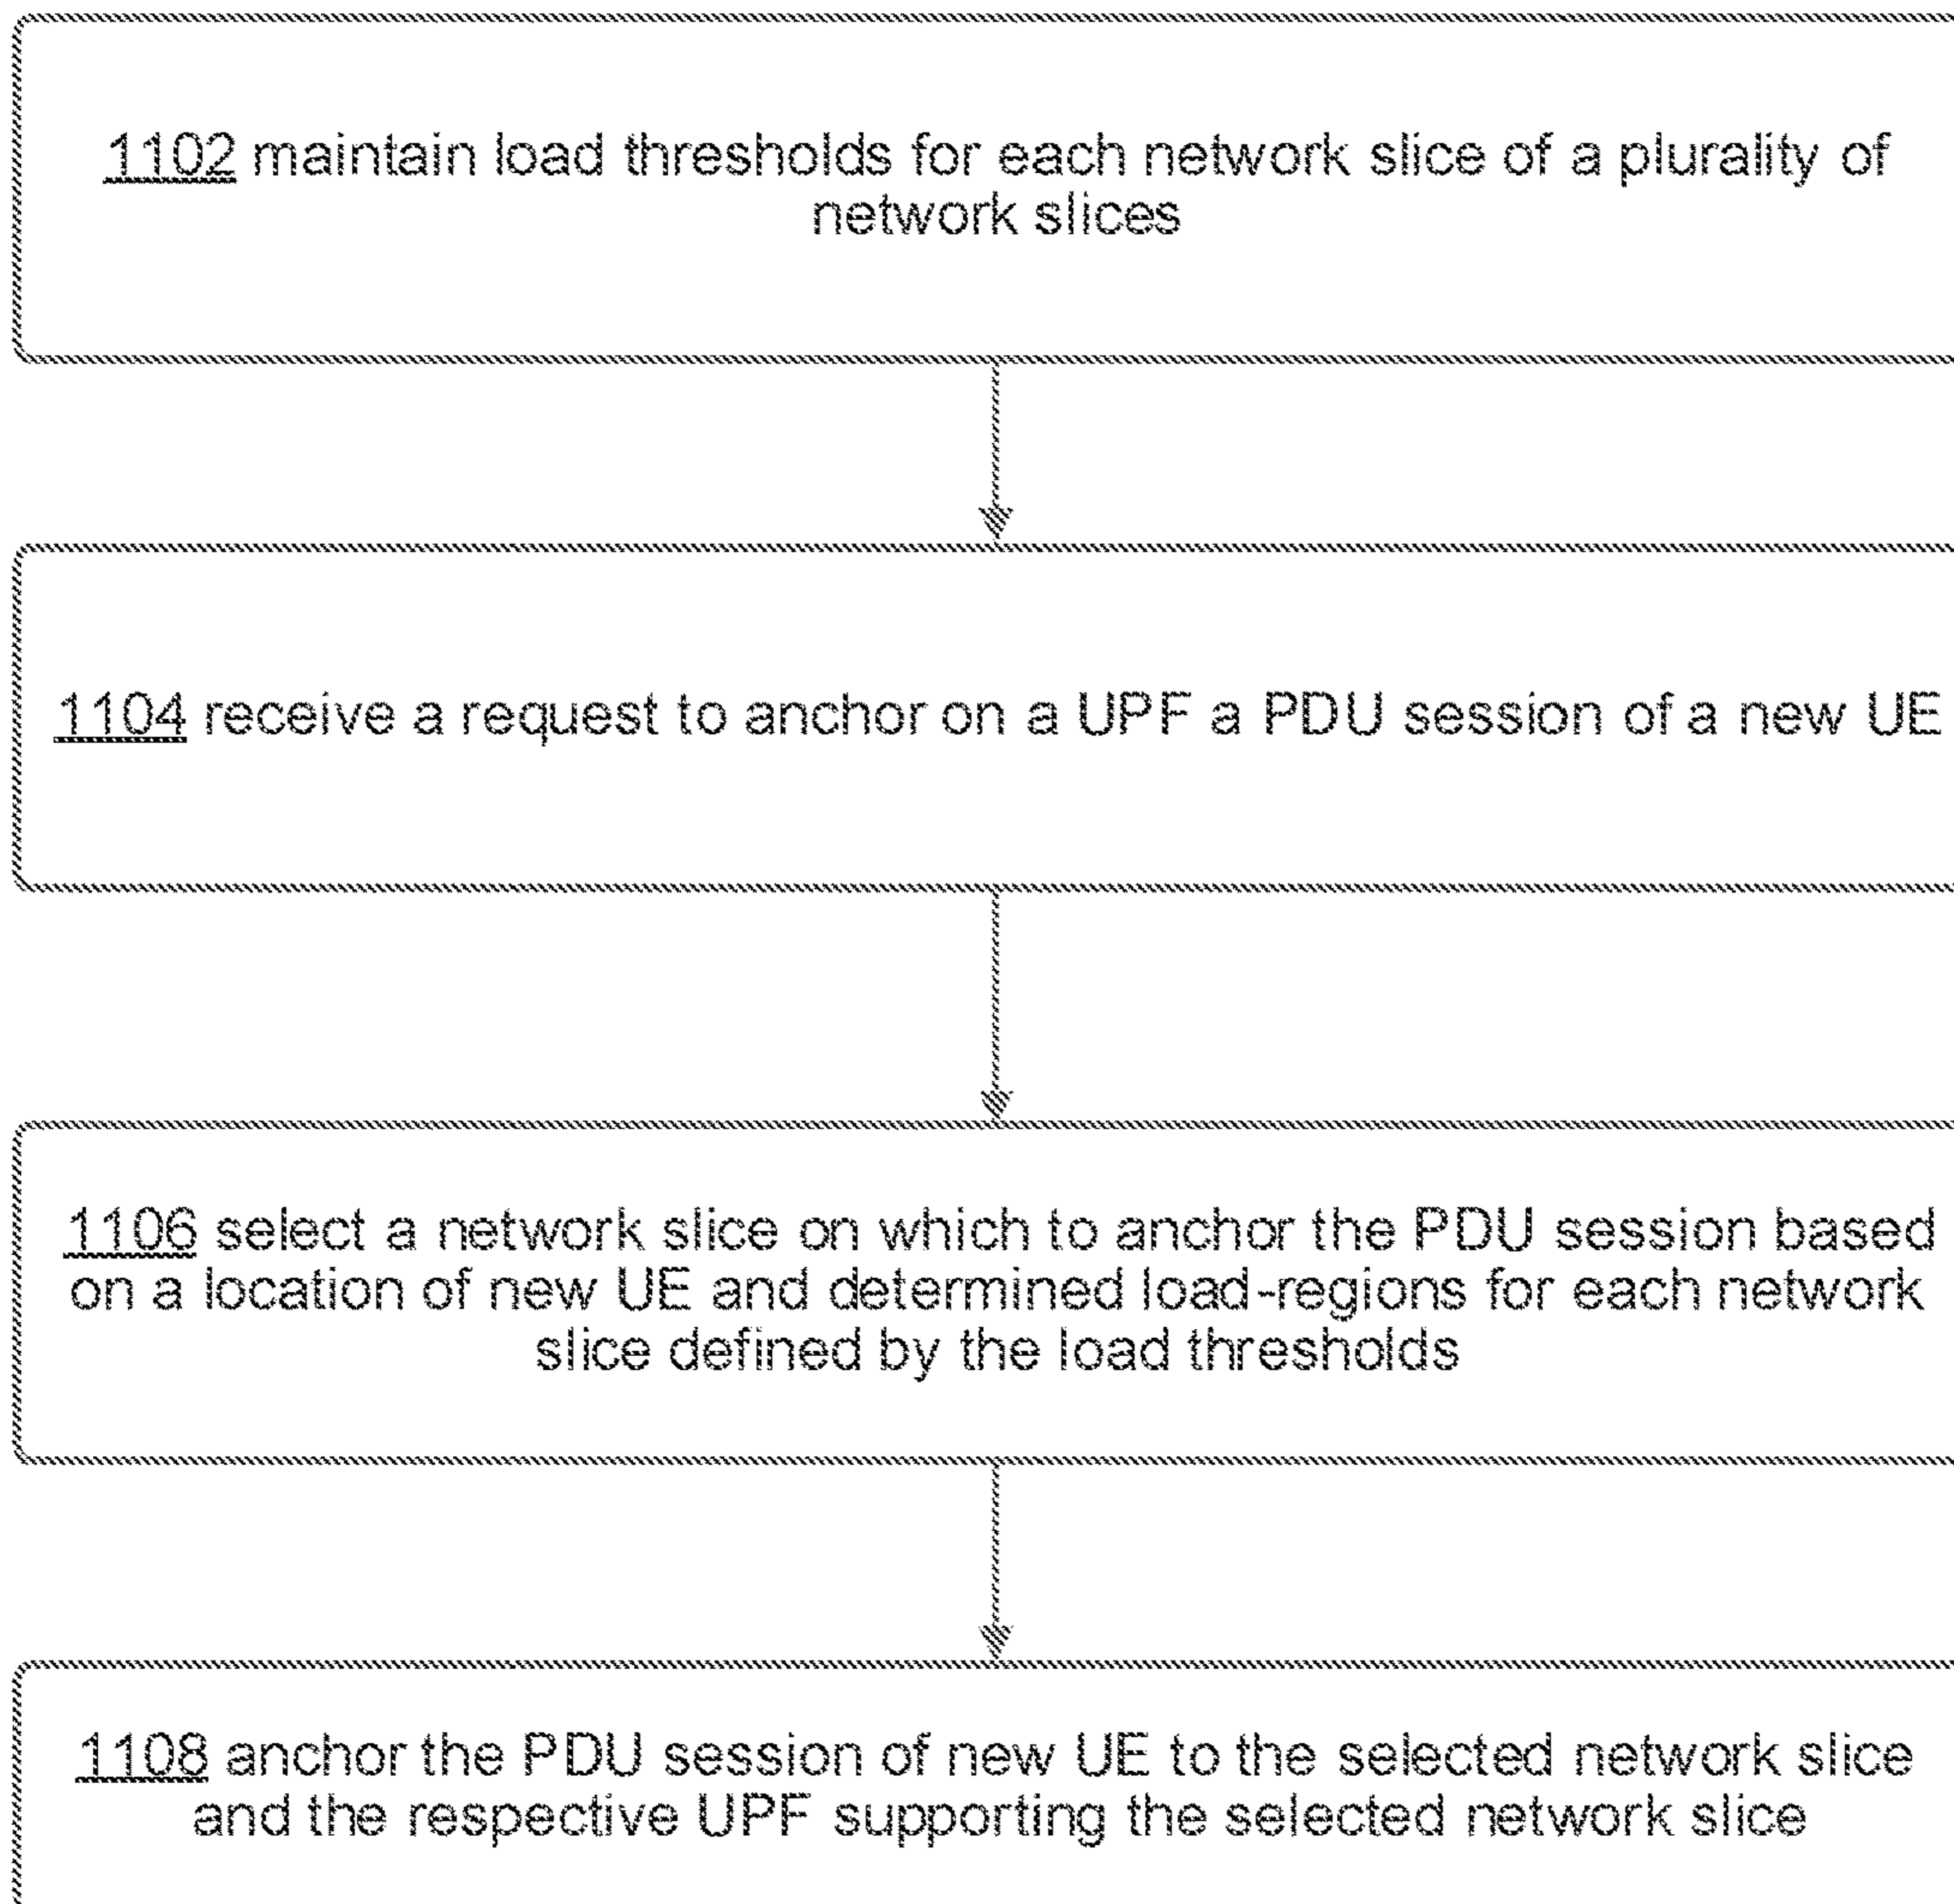 1102 maintain load thresholds for each network slice of a plurality of
network slices
1104 receive a request to anchor on a UPF a PDU session of a new UE
1106 select a network slice on which to anchor the PDU session based
on a location of new UE and determined load-regions for each network
slice defined by the load thresholds
1108 anchor the PDU session of new UE to the selected network slice
and the respective UPF supporting the selected network slice